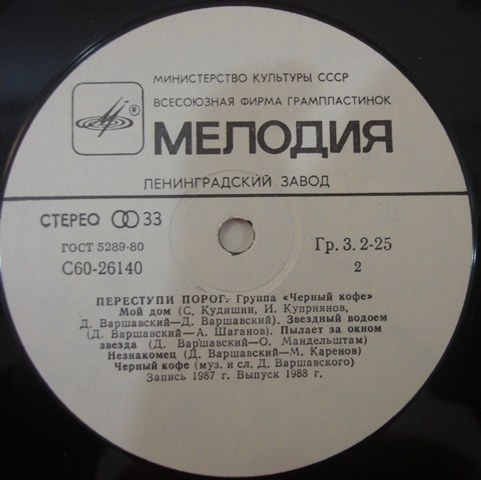 МИНИСТЕРСТВО КУЛЬТУРЫ СССР
ВСЕСОЮЗНАЯ ФИРМА ГРАМПЛАСТИНОК
МЕЛОДИЯ
ЛЕНИНГРАДСКИЙ ЗАВОД
СТЕРЕО 33
ГОСТ 5289-80
Гр. 3. 2-25
С60-26140
2
ПЕРЕСТУПИ ПОРОГ. Группа «Черный кофе»
Мой дом (С. Кудишин, И. Куприянов,
Д. Варшавский—Д. Варшавский). Звездный водоем
(Д. Варшавский—А. Шаганов). Пылает за окном
звезда (Д. Варшавский—О. Мандельштам)
Незнакомец (Д. Варшавский—М. Каренов)
Черный кофе (муз. и сл. Д. Варшавского)
Запись 1987 г. Выпуск 1988 г.